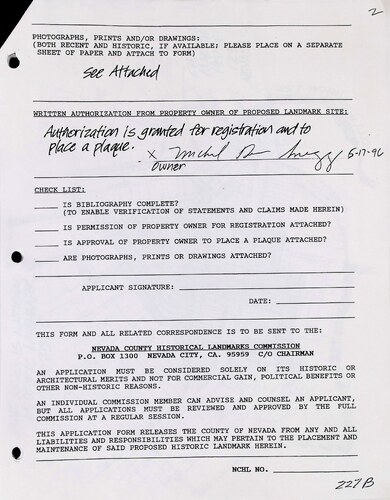 2
PHOTOGRAPHS, PRINTS AND/OR DRAWINGS:
(BOTH RECENT AND HISTORIC, IF AVAILABLE; PLEASE PLACE ON A SEPARATE
SHEET OF PAPER AND ATTACH TO FORM)
See Attached
WRITTEN AUTHORIZATION FROM PROPERTY OWNER OF PROPOSED LANDMARK SITE:
Authorization is granted for registration and to
place a plaque.
x 5-17-96
owner
CHECK LIST:
IS BIBLIOGRAPHY COMPLETE?
(TO ENABLE VERIFICATION OF STATEMENTS AND CLAIMS MADE HEREIN)
IS PERMISSION OF PROPERTY OWNER FOR REGISTRATION ATTACHED?
IS APPROVAL OF PROPERTY OWNER TO PLACE A PLAQUE ATTACHED?
ARE PHOTOGRAPHS, PRINTS OR DRAWINGS ATTACHED?
APPLICANT SIGNATURE:
DATE:
THIS FORM AND ALL RELATED CORRESPONDENCE IS TO BE SENT TO THE:
NEVADA COUNTY HISTORICAL LANDMARKS COMMISSION
P.O. BOX 1300 NEVADA CITY, CA. 95959 C/O CHAIRMAN
AN APPLICATION MUST BE CONSIDERED SOLELY ON ITS HISTORIC OR
ARCHITECTURAL MERITS AND NOT FOR COMMERCIAL GAIN, POLITICAL BENEFITS OR
OTHER NON-HISTORIC REASONS.
AN INDIVIDUAL COMMISSION MEMBER CAN ADVISE AND COUNSEL AN APPLICANT,
BUT ALL APPLICATIONS MUST BE REVIEWED AND APPROVED BY THE FULL
COMMISSION AT A REGULAR SESSION.
THIS APPLICATION FORM RELEASES THE COUNTY OF NEVADA FROM ANY AND ALL
LIABILITIES AND RESPONSIBILITIES WHICH MAY PERTAIN TO THE PLACEMENT AND
MAINTENANCE OF SAID PROPOSED HISTORIC LANDMARK HEREIN.
NCHL NO.
227B